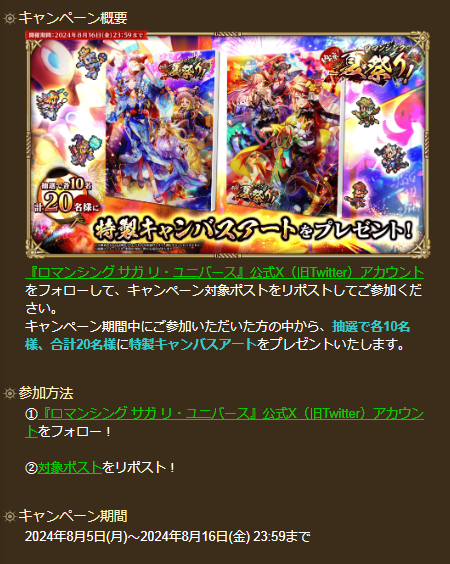 キャンペーン概要
開催期間：2024年8月16日(金)23:59まで
ロマンシング
夏祭り!
抽選で各10名
計20名様に
特製キャンバスアートをプレゼント!
『ロマンシング サガ リ・ユニバース』公式X（旧Twitter）アカウント
をフォローして、キャンペーン対象ポストをリポストしてご参加くだ
さい。
キャンペーン期間中にご参加いただいた方の中から、抽選で各10名
様、合計20名様に特製キャンバスアートをプレゼントいたします。
参加方法
①『ロマンシング サガ リ・ユニバース』公式X（旧Twitter）アカウン
トをフォロー！
②対象ポストをリポスト！
キャンペーン期間
2024年8月5日(月)～2024年8月16日(金) 23:59まで